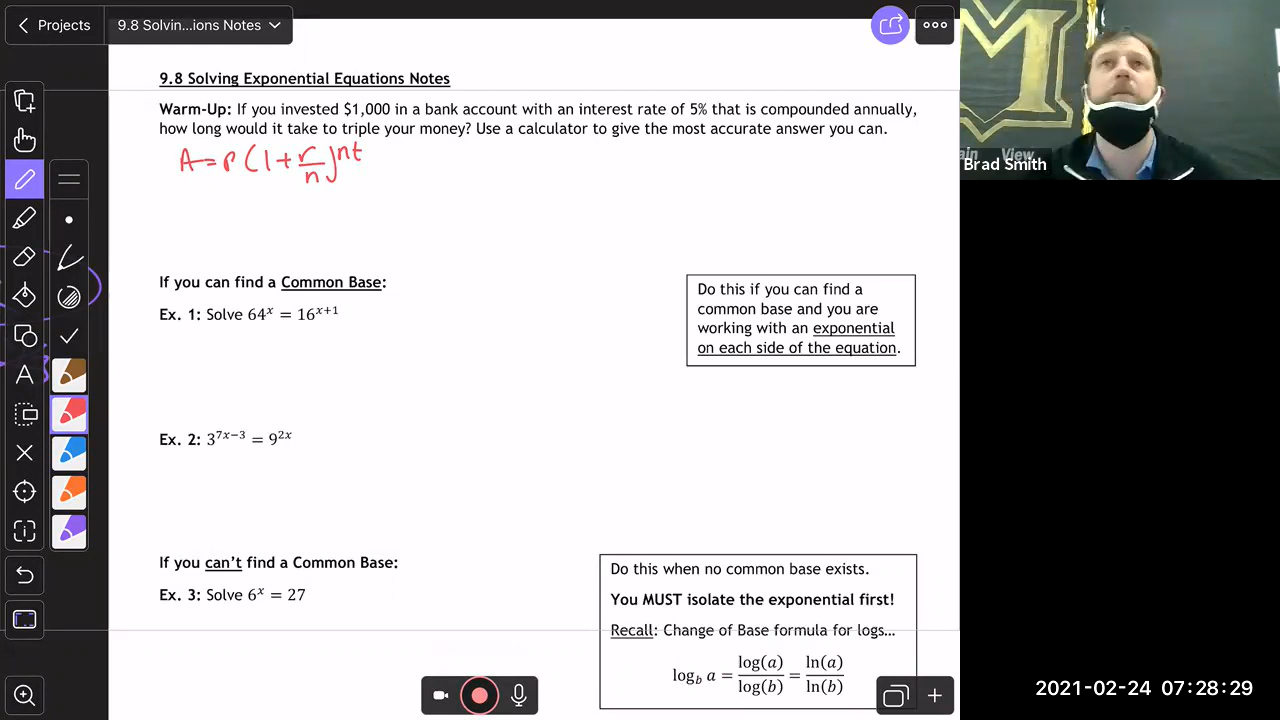 Projects
9.8 Solvin...ions Notes
9.8 Solving Exponential Equations Notes
Warm-Up: If you invested $1,000 in a bank account with an interest rate of 5% that is compounded annually,
how long would it take to triple your money? Use a calculator to give the most accurate answer you can.
A=P(1+r/n)^nt
If you can find a Common Base:
Ex. 1: Solve 64^x = 16^(x+1)
Do this if you can find a
common base and you are
working with an exponential
on each side of the equation.
Ex. 2: 3^(7x−3) = 9^(2x)
If you can't find a Common Base:
Ex. 3: Solve 6^x = 27
Do this when no common base exists.
You MUST isolate the exponential first!
Recall: Change of Base formula for logs...
log_b a = log(a)/log(b) = ln(a)/ln(b)
M
View
Brad Smith
2021-02-24 07:28:29